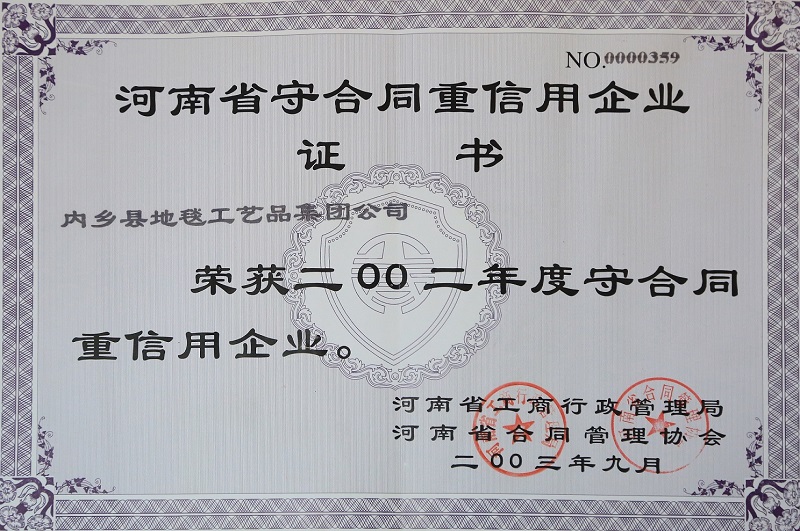 NO.0000359
河南省守合同重信用企业
证 书
内乡县地毯工艺品集团公司
荣获二00二年度守合同
重信用企业。
河南省工商行政管理局
河南省合同管理协会
二00三年九月